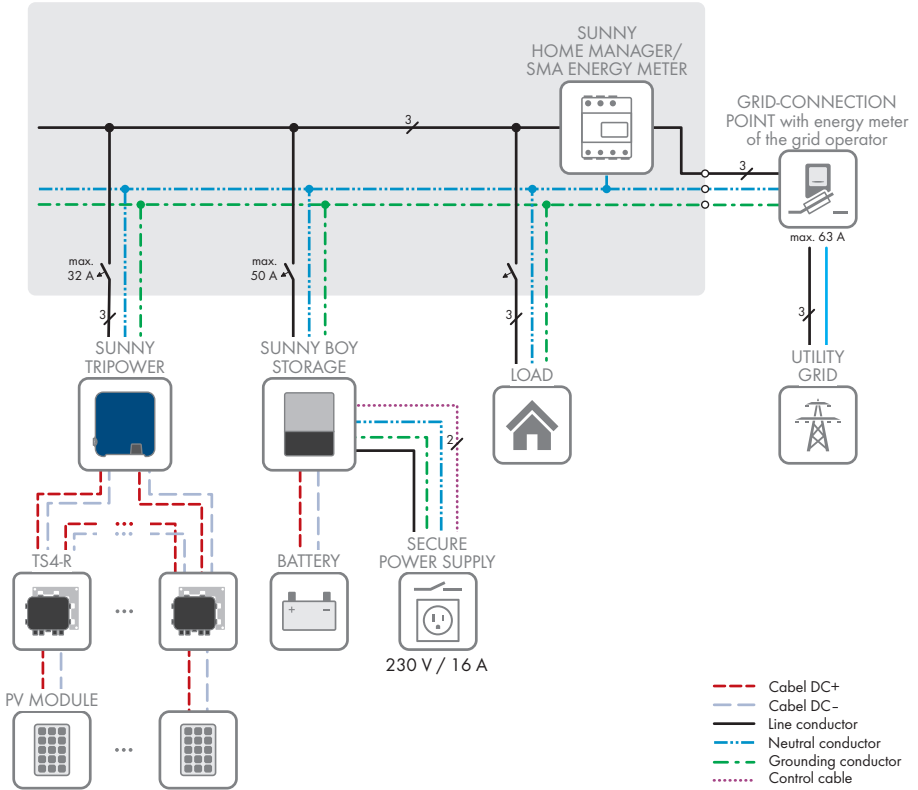 SUNNY
HOME MANAGER/
SMA ENERGY METER
GRID-CONNECTION
POINT with energy meter
of the grid operator
3
3
max.
32 A
max.
50 A
max. 63 A
3
3
3
SUNNY
TRIPOWER
SUNNY BOY
STORAGE
LOAD
UTILITY
GRID
2
...
TS4-R
BATTERY
SECURE
POWER SUPPLY
...
+ −
230 V / 16 A
PV MODULE
...
Cabel DC+
Cabel DC–
Line conductor
Neutral conductor
Grounding conductor
Control cable